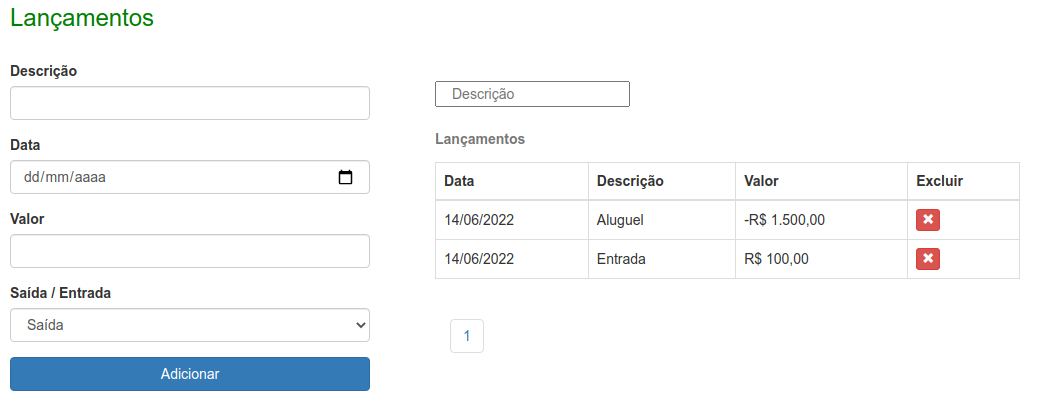 Lançamentos
Descrição
Data
dd/mm/aaaa
Valor
Saída / Entrada
Saída
Adicionar
Descrição
Lançamentos
Data Descrição Valor Excluir
14/06/2022 Aluguel -R$ 1.500,00
14/06/2022 Entrada R$ 100,00
1